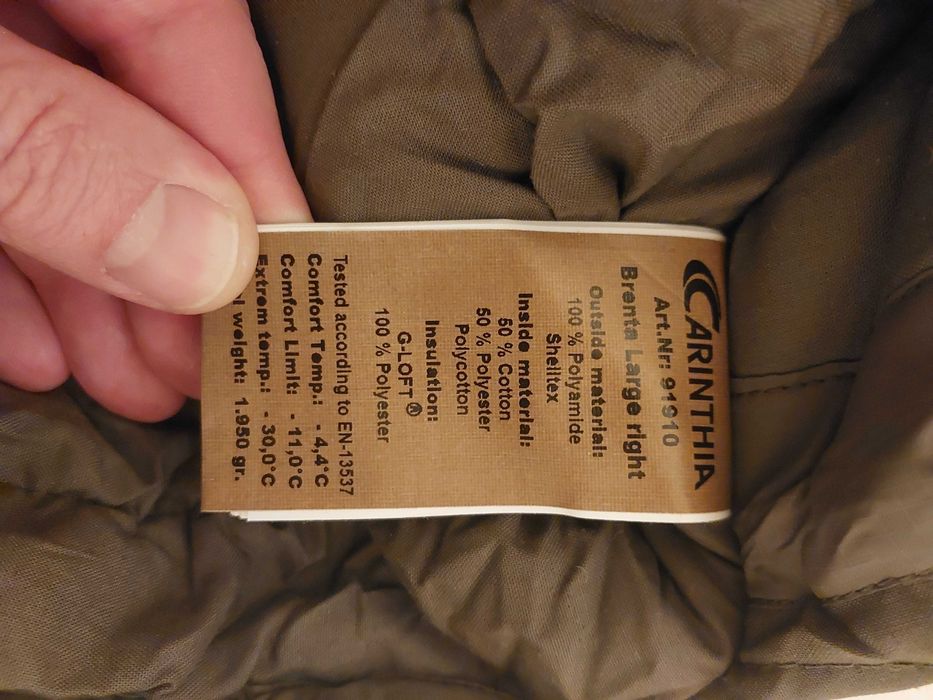 CARINTHIA
Art.Nr: 91910
Brenta Large right
Outside material:
100 % Polyamide
Shelltex
Inside material:
50 % Cotton
50 % Polyester
Polycotton
Insulation:
G-LOFT®
100 % Polyester
Tested according to EN-13537
Comfort Temp.: - 4,4°C
Comfort Limit: - 11,0°C
Extrem temp.: - 30,0°C
weight: 1.950 gr.